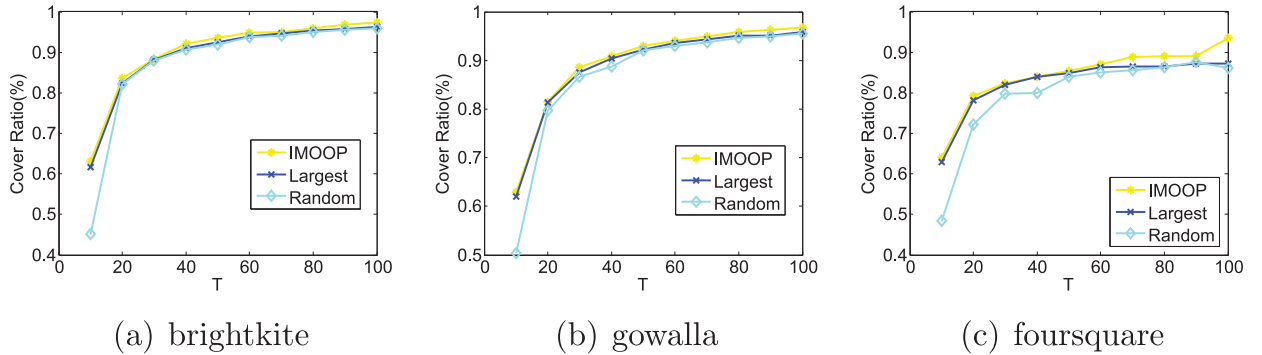 Cover Ratio(%)
1
0.9
0.8
0.7
0.6
0.5
0.4
0 20 40 60 80 100
T
IMOOP
Largest
Random
(a) brightkite
Cover Ratio(%)
1
0.9
0.8
0.7
0.6
0.5
0 20 40 60 80 100
T
IMOOP
Largest
Random
(b) gowalla
Cover Ratio(%)
1
0.9
0.8
0.7
0.6
0.5
0.4
0 20 40 60 80 100
T
IMOOP
Largest
Random
(c) foursquare